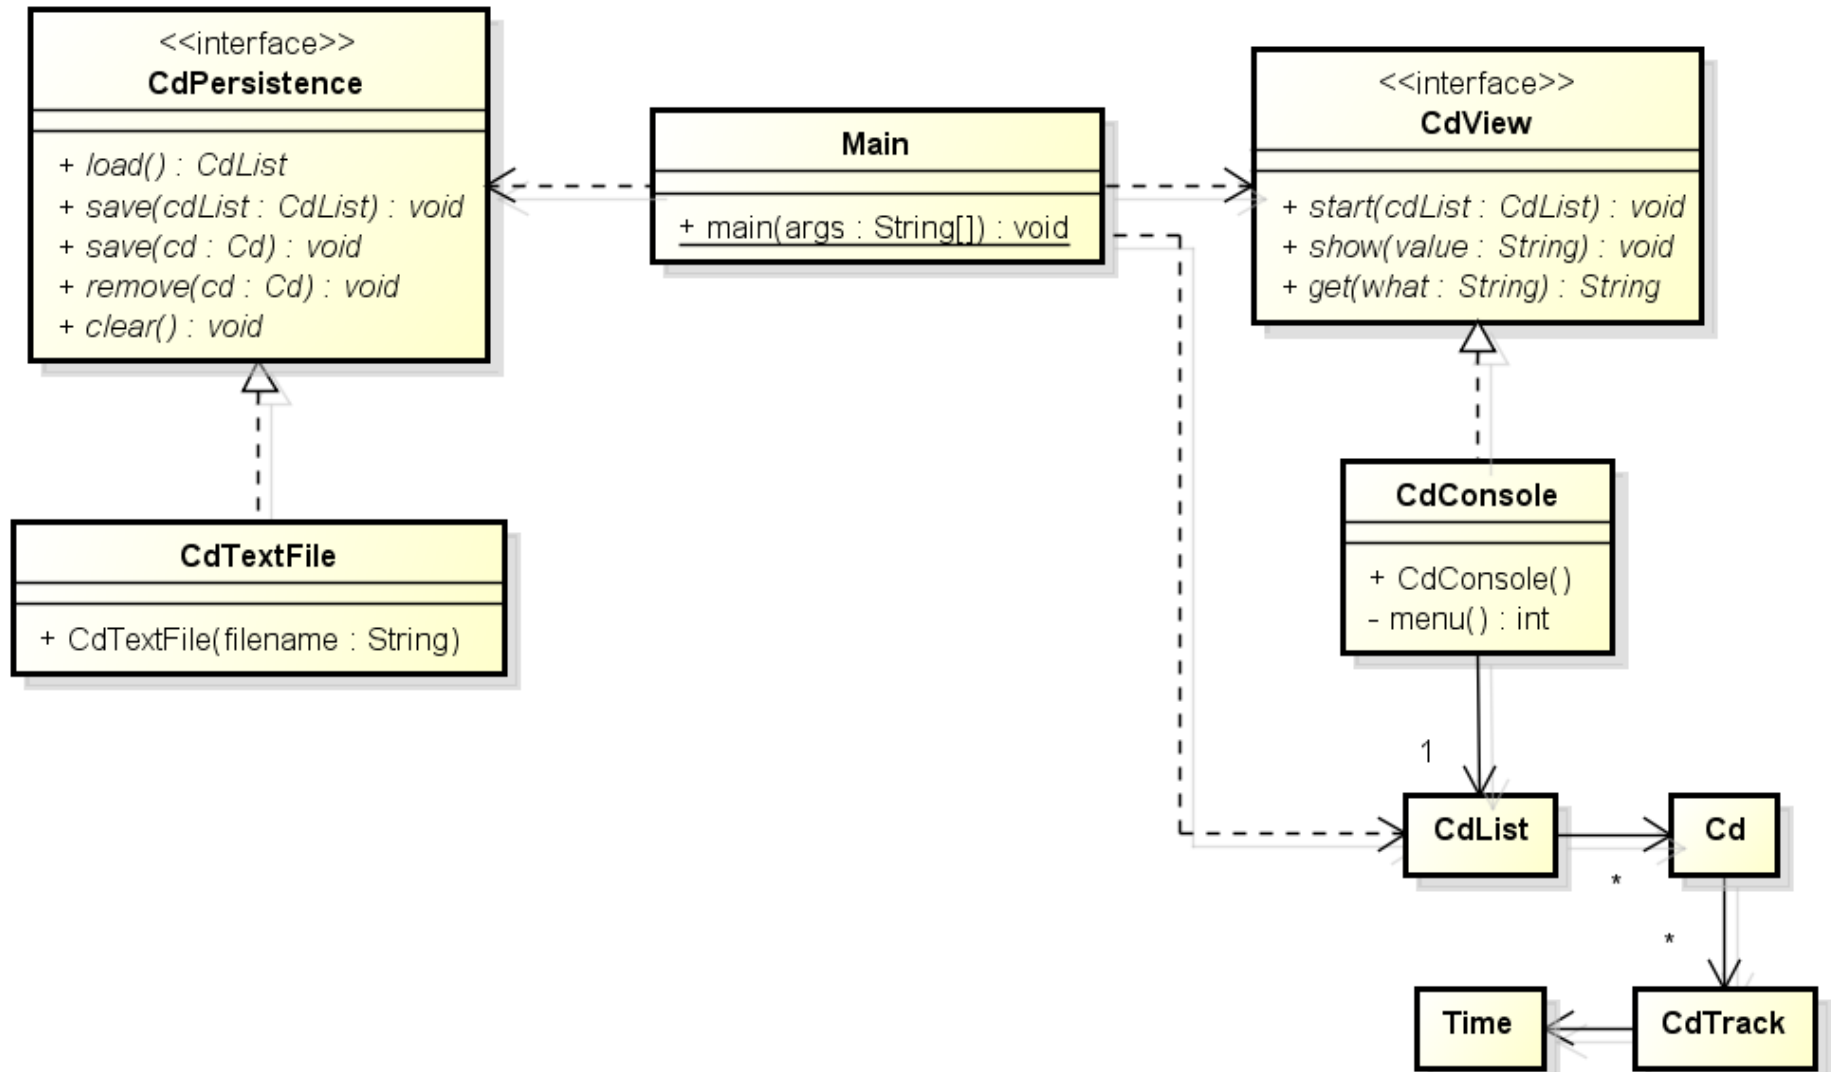 <<interface>>
CdPersistence
+ load() : CdList
+ save(cdList : CdList) : void
+ save(cd : Cd) : void
+ remove(cd : Cd) : void
+ clear() : void
Main
+ main(args : String[]) : void
<<interface>>
CdView
+ start(cdList : CdList) : void
+ show(value : String) : void
+ get(what : String) : String
CdTextFile
+ CdTextFile(filename : String)
CdConsole
+ CdConsole()
- menu() : int
1
CdList
*
Cd
*
Time
CdTrack